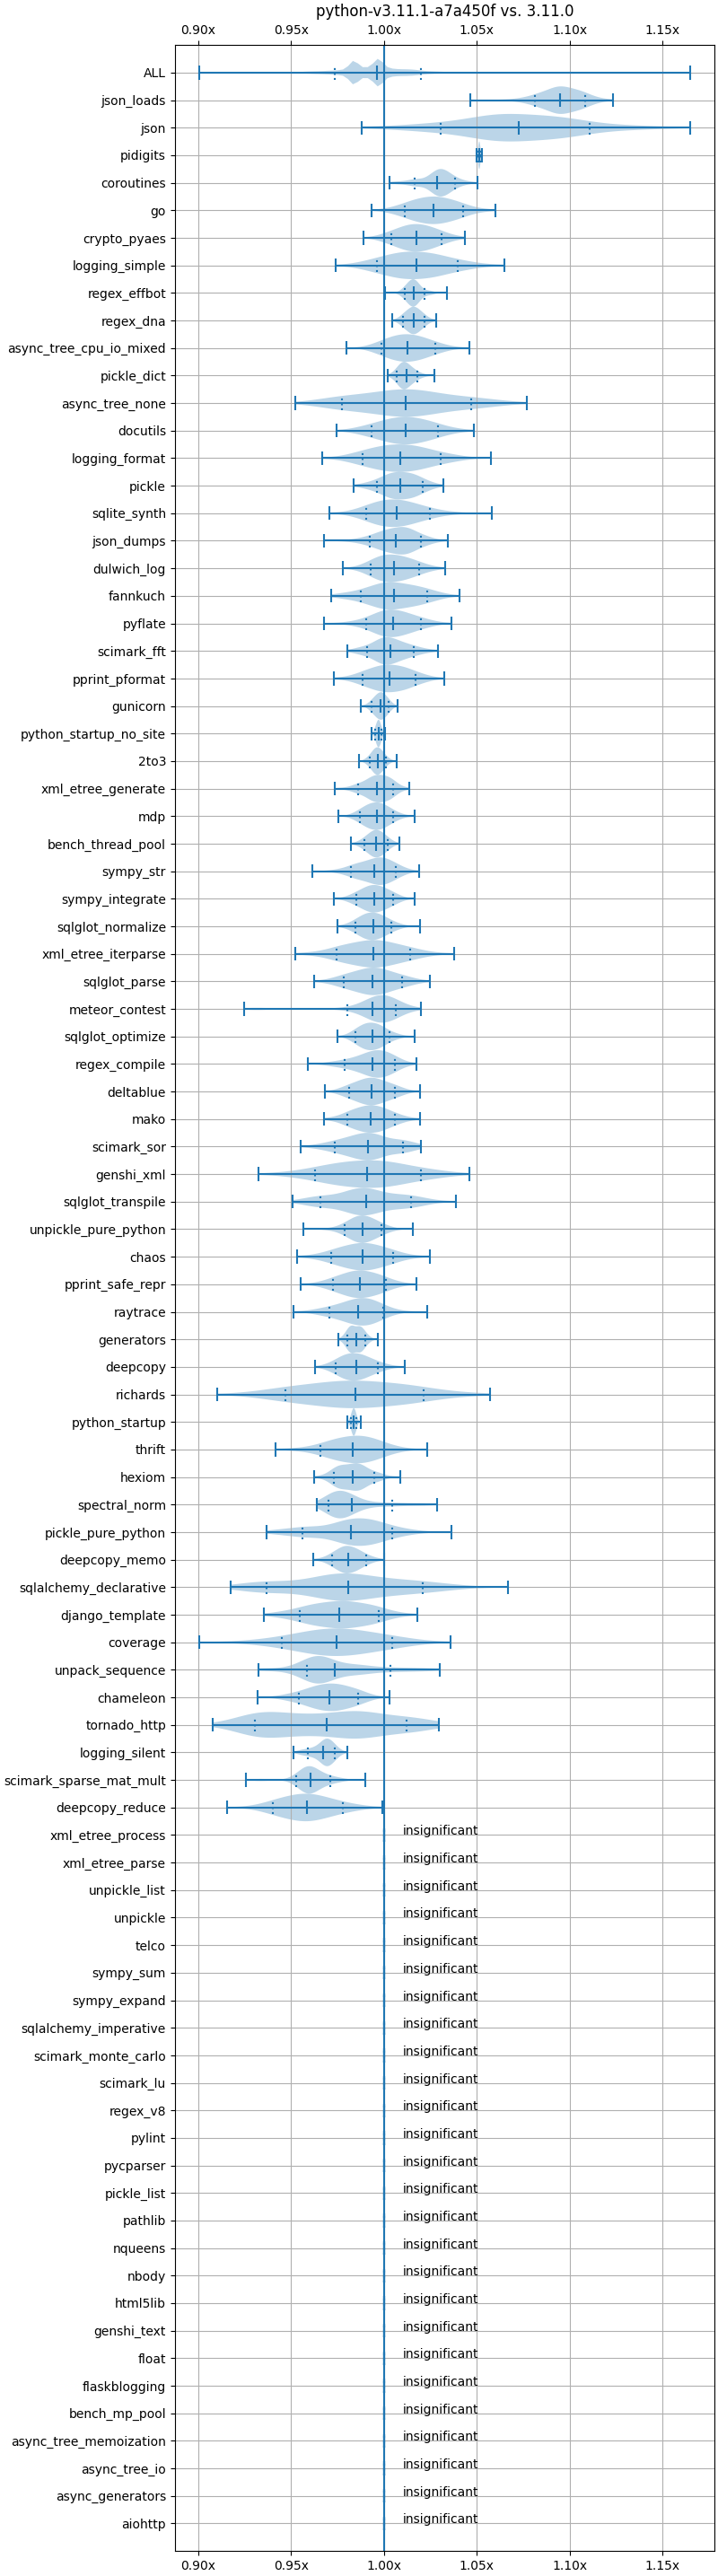 python-v3.11.1-a7a450f vs. 3.11.0
0.90x 0.95x 1.00x 1.05x 1.10x 1.15x
ALL
json_loads
json
pidigits
coroutines
go
crypto_pyaes
logging_simple
regex_effbot
regex_dna
async_tree_cpu_io_mixed
pickle_dict
async_tree_none
docutils
logging_format
pickle
sqlite_synth
json_dumps
dulwich_log
fannkuch
pyflate
scimark_fft
pprint_pformat
gunicorn
python_startup_no_site
2to3
xml_etree_generate
mdp
bench_thread_pool
sympy_str
sympy_integrate
sqlglot_normalize
xml_etree_iterparse
sqlglot_parse
meteor_contest
sqlglot_optimize
regex_compile
deltablue
mako
scimark_sor
genshi_xml
sqlglot_transpile
unpickle_pure_python
chaos
pprint_safe_repr
raytrace
generators
deepcopy
richards
python_startup
thrift
hexiom
spectral_norm
pickle_pure_python
deepcopy_memo
sqlalchemy_declarative
django_template
coverage
unpack_sequence
chameleon
tornado_http
logging_silent
scimark_sparse_mat_mult
deepcopy_reduce
xml_etree_process insignificant
xml_etree_parse insignificant
unpickle_list insignificant
unpickle insignificant
telco insignificant
sympy_sum insignificant
sympy_expand insignificant
sqlalchemy_imperative insignificant
scimark_monte_carlo insignificant
scimark_lu insignificant
regex_v8 insignificant
pylint insignificant
pycparser insignificant
pickle_list insignificant
pathlib insignificant
nqueens insignificant
nbody insignificant
html5lib insignificant
genshi_text insignificant
float insignificant
flaskblogging insignificant
bench_mp_pool insignificant
async_tree_memoization insignificant
async_tree_io insignificant
async_generators insignificant
aiohttp insignificant
0.90x 0.95x 1.00x 1.05x 1.10x 1.15x